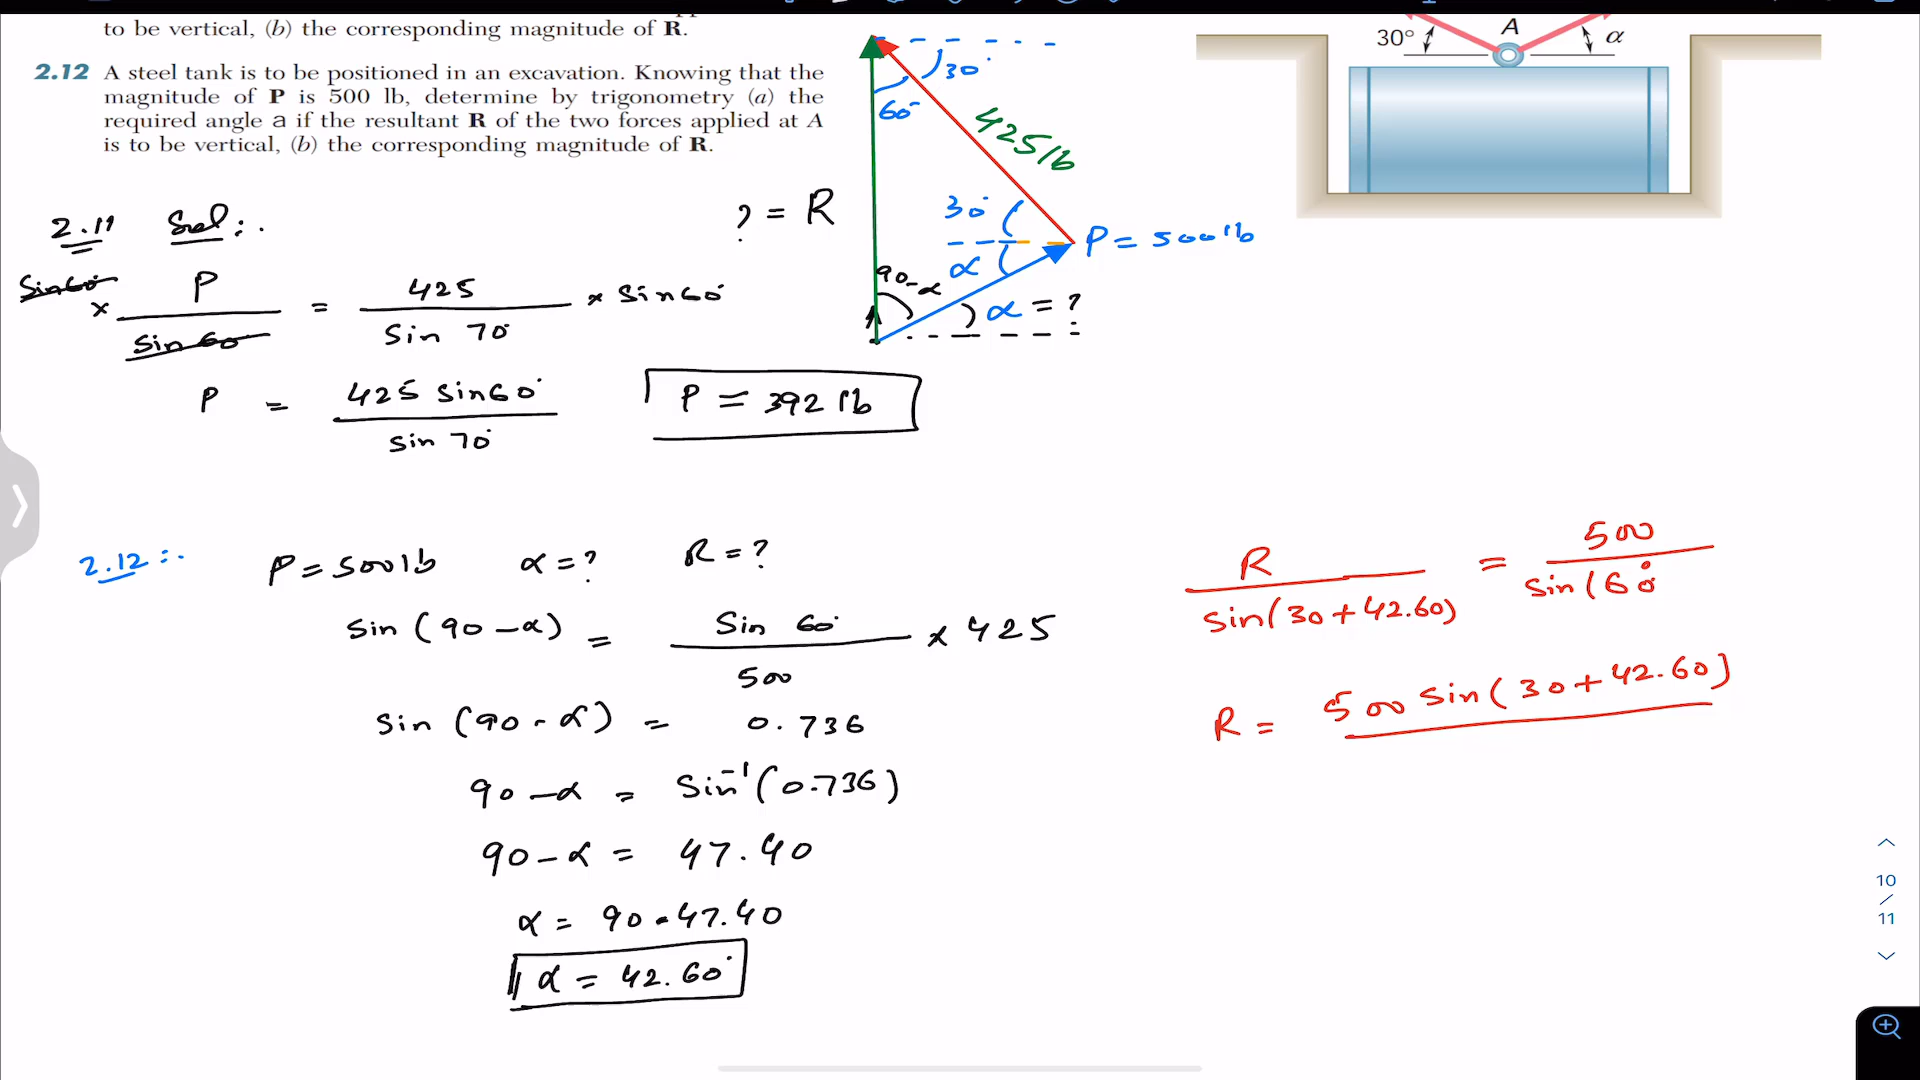 to be vertical, (b) the corresponding magnitude of R.
2.12 A steel tank is to be positioned in an excavation. Knowing that the
magnitude of P is 500 lb, determine by trigonometry (a) the
required angle a if the resultant R of the two forces applied at A
is to be vertical, (b) the corresponding magnitude of R.
30° A α
30°
60°
425 lb
? = R
30°
P = 500 lb
α
90-α
α = ?
2.11 Sol:.
Sin60° × P / Sin 60 = 425 / Sin 70° × Sin60°
P = 425 Sin60° / Sin 70°
P = 392 lb
2.12:.
P = 500 lb α = ? R = ?
Sin (90 - α) = Sin 60° / 500 × 425
Sin (90 - α) = 0.736
90 - α = Sin⁻¹(0.736)
90 - α = 47.40
α = 90 - 47.40
α = 42.60°
R / Sin(30 + 42.60) = 500 / Sin(60°
R = 500 Sin(30 + 42.60)
10
/
11